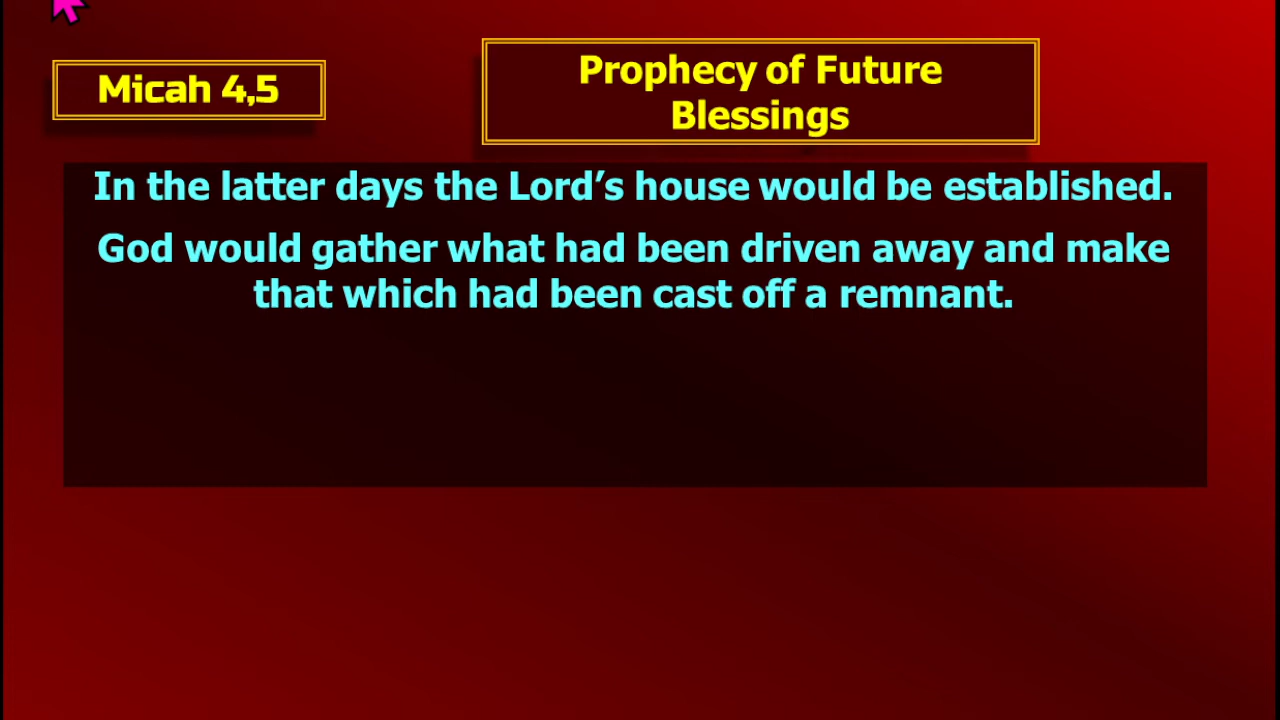 Micah 4,5
Prophecy of Future
Blessings
In the latter days the Lord’s house would be established.
God would gather what had been driven away and make
that which had been cast off a remnant.